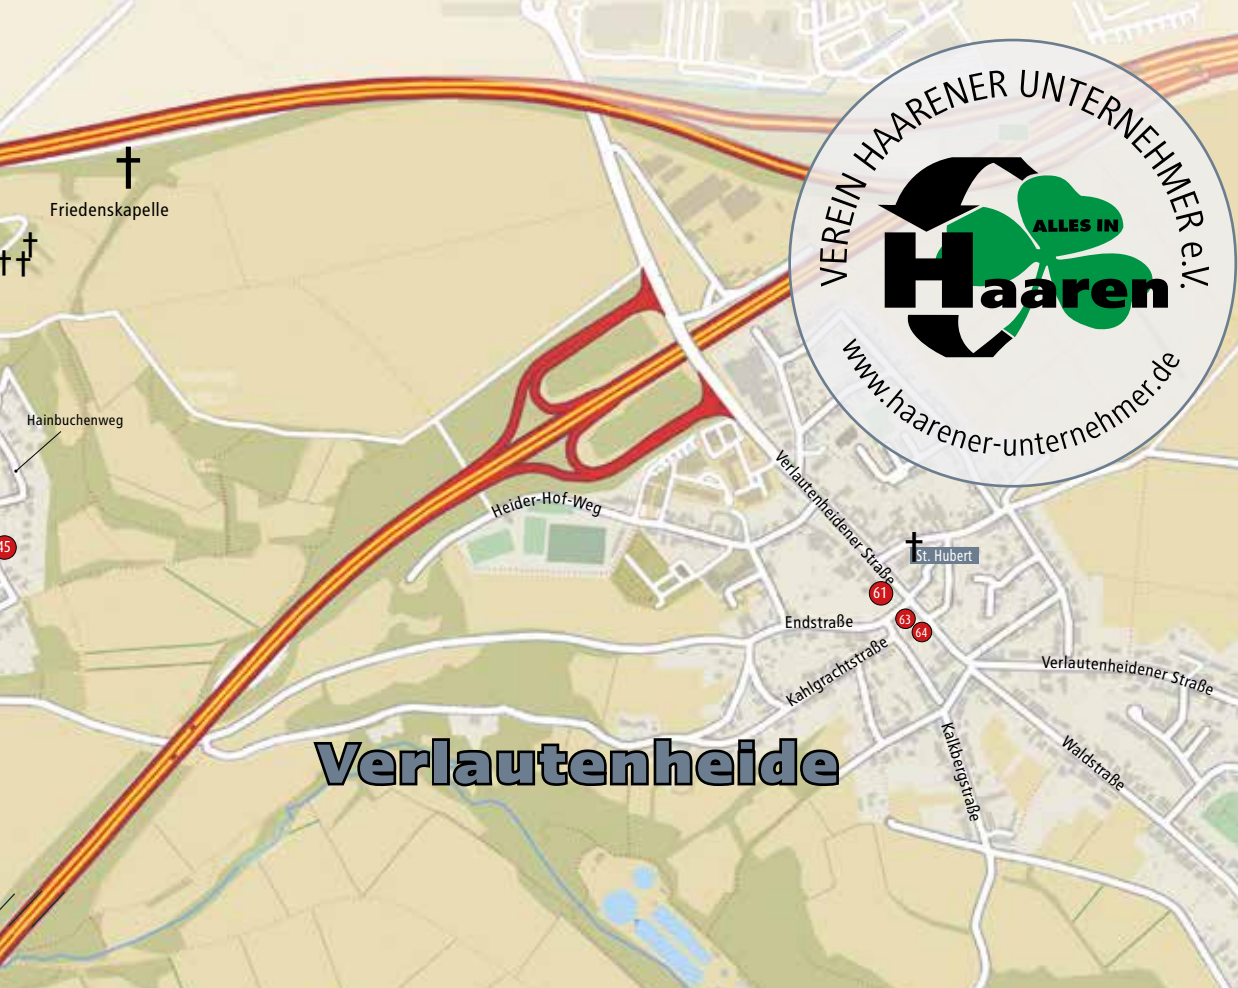 VEREIN HAARENER UNTERNEHMER e.V.
ALLES IN
Haaren
www.haarener-unternehmer.de
Friedenskapelle
Hainbuchenweg
45
Heider-Hof-Weg
Verlautenheidener Straße
St. Hubert
61
63
64
Endstraße
Kahlgrachtstraße
Verlautenheidener Straße
Verlautenheide
Kalkbergstraße
Waldstraße